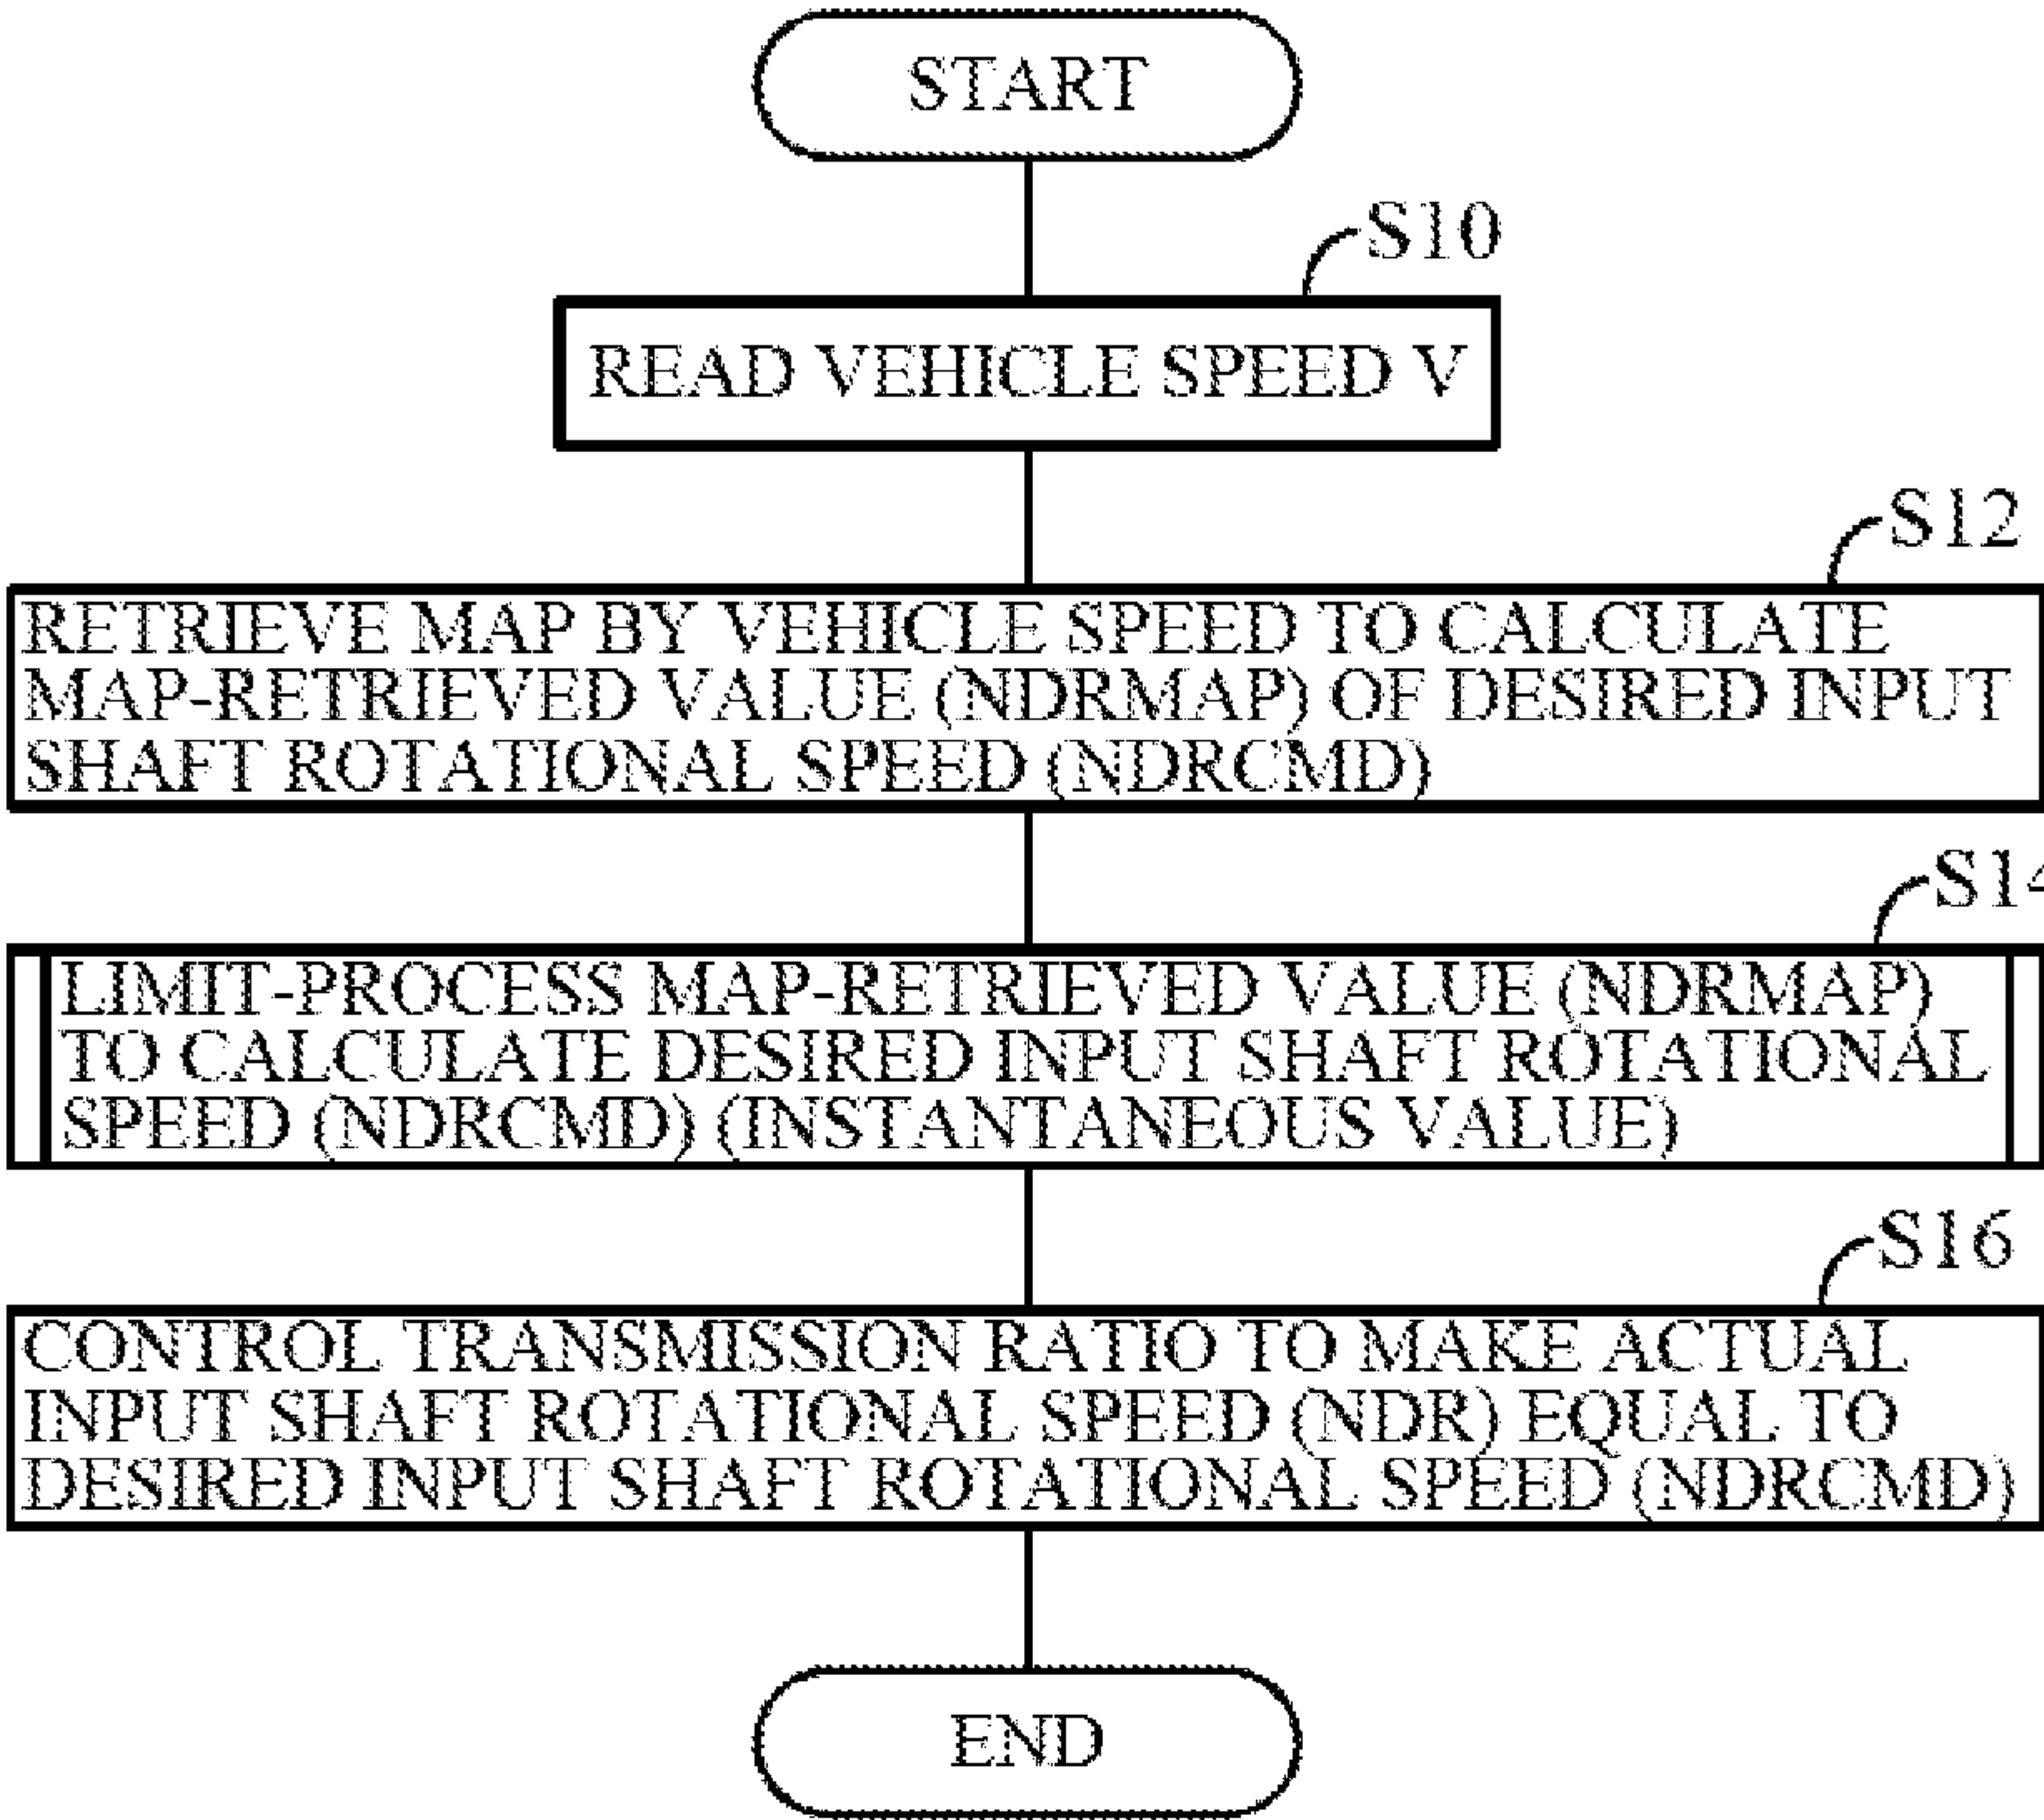 START
S10
READ VEHICLE SPEED V
S12
RETRIEVE MAP BY VEHICLE SPEED TO CALCULATE
MAP-RETRIEVED VALUE (NDRMAP) OF DESIRED INPUT
SHAFT ROTATIONAL SPEED (NDRCMD)
S14
LIMIT-PROCESS MAP-RETRIEVED VALUE (NDRMAP)
TO CALCULATE DESIRED INPUT SHAFT ROTATIONAL
SPEED (NDRCMD) (INSTANTANEOUS VALUE)
S16
CONTROL TRANSMISSION RATIO TO MAKE ACTUAL
INPUT SHAFT ROTATIONAL SPEED (NDR) EQUAL TO
DESIRED INPUT SHAFT ROTATIONAL SPEED (NDRCMD)
END